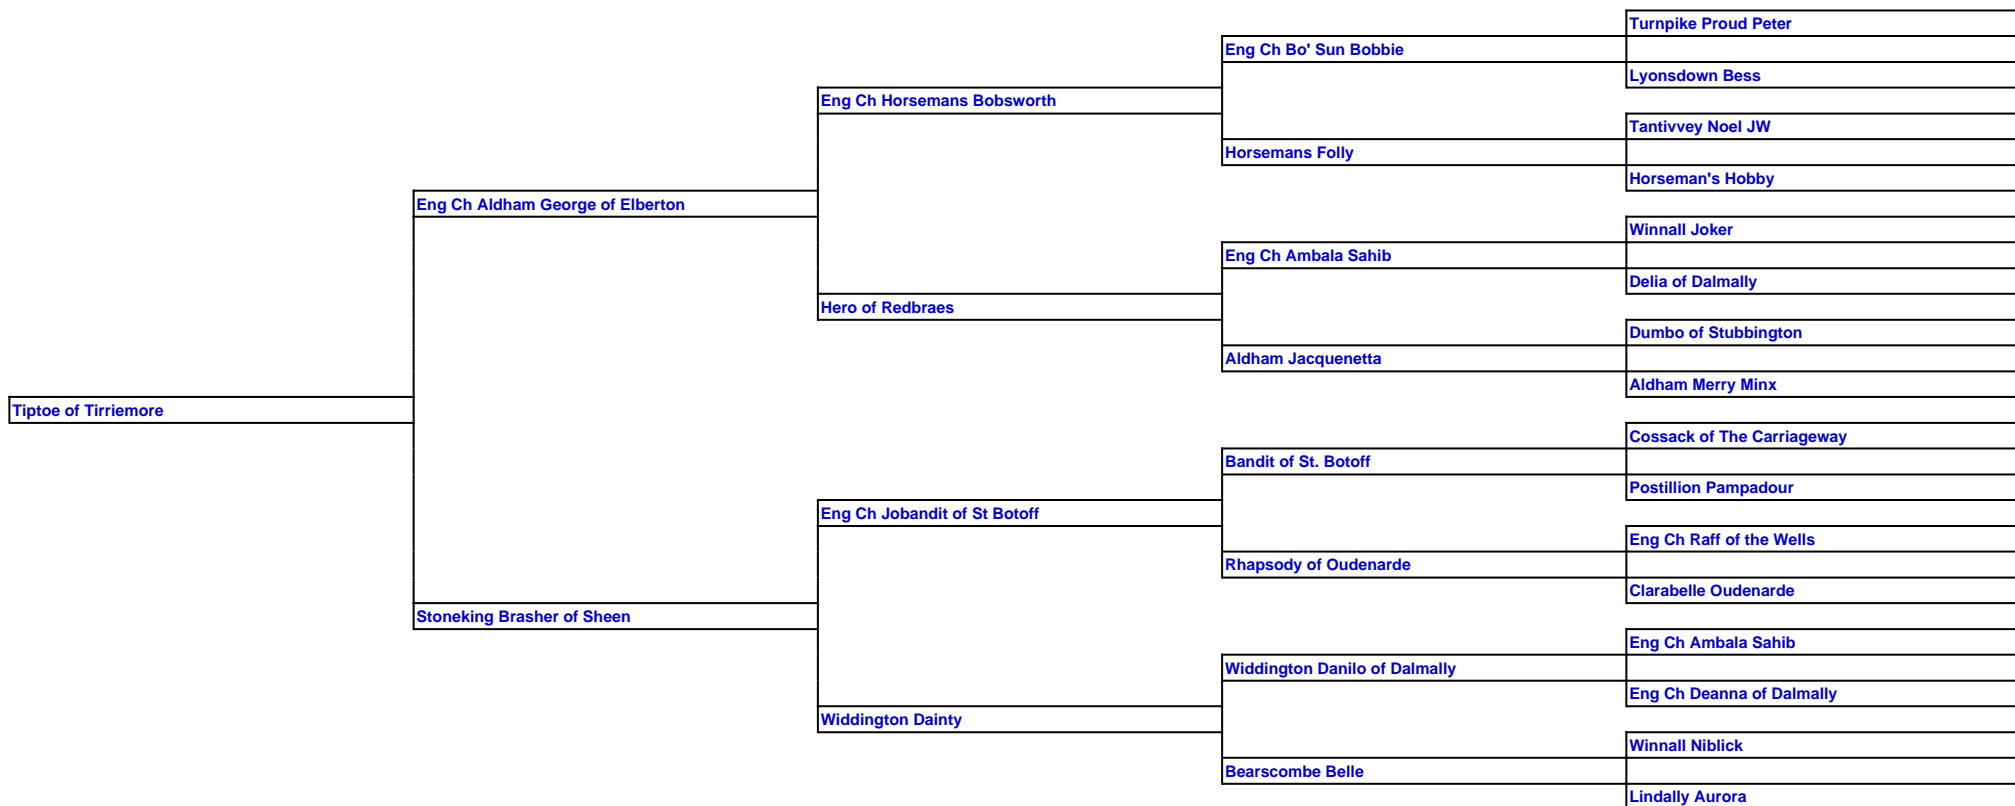 Turnpike Proud Peter
Eng Ch Bo' Sun Bobbie
Lyonsdown Bess
Eng Ch Horsemans Bobsworth
Tantivvey Noel JW
Horsemans Folly
Horseman's Hobby
Eng Ch Aldham George of Elberton
Winnall Joker
Eng Ch Ambala Sahib
Delia of Dalmally
Hero of Redbraes
Dumbo of Stubbington
Aldham Jacquenetta
Aldham Merry Minx
Tiptoe of Tirriemore
Cossack of The Carriageway
Bandit of St. Botoff
Postillion Pampadour
Eng Ch Jobandit of St Botoff
Eng Ch Raff of the Wells
Rhapsody of Oudenarde
Clarabelle Oudenarde
Stoneking Brasher of Sheen
Eng Ch Ambala Sahib
Widdington Danilo of Dalmally
Eng Ch Deanna of Dalmally
Widdington Dainty
Winnall Niblick
Bearscombe Belle
Lindally Aurora